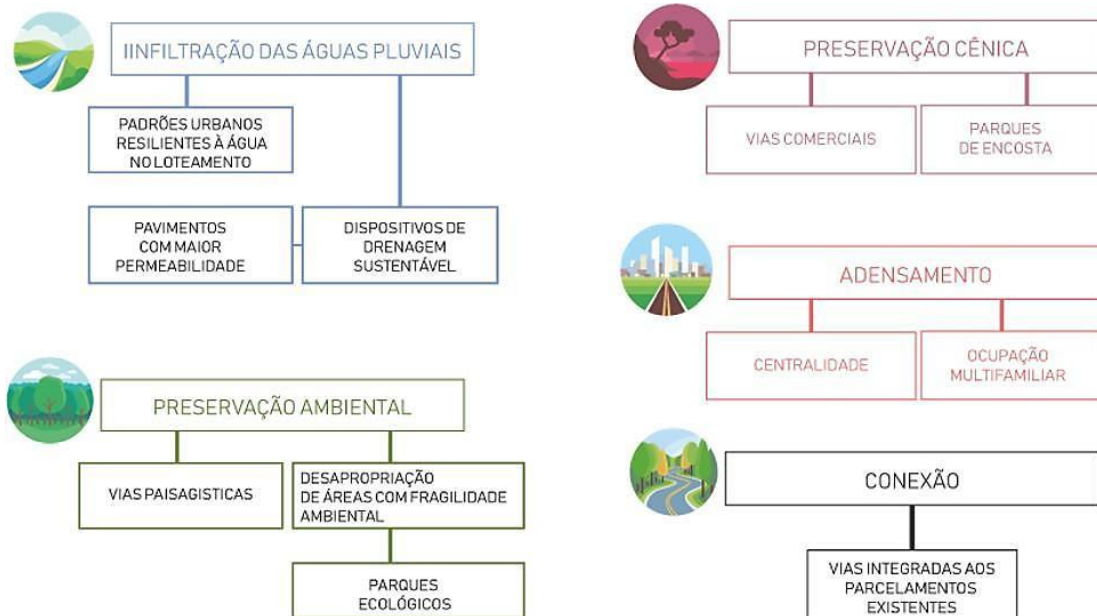 IINFILTRAÇÃO DAS ÁGUAS PLUVIAIS
PADRÕES URBANOS
RESILIENTES À ÁGUA
NO LOTEAMENTO
PAVIMENTOS
COM MAIOR
PERMEABILIDADE
DISPOSITIVOS DE
DRENAGEM
SUSTENTÁVEL
PRESERVAÇÃO AMBIENTAL
VIAS PAISAGISTICAS
DESAPROPRIAÇÃO
DE ÁREAS COM FRAGILIDADE
AMBIENTAL
PARQUES
ECOLÓGICOS
PRESERVAÇÃO CÊNICA
VIAS COMERCIAIS
PARQUES
DE ENCOSTA
ADENSAMENTO
CENTRALIDADE
OCUPAÇÃO
MULTIFAMILIAR
CONEXÃO
VIAS INTEGRADAS AOS
PARCELAMENTOS
EXISTENTES